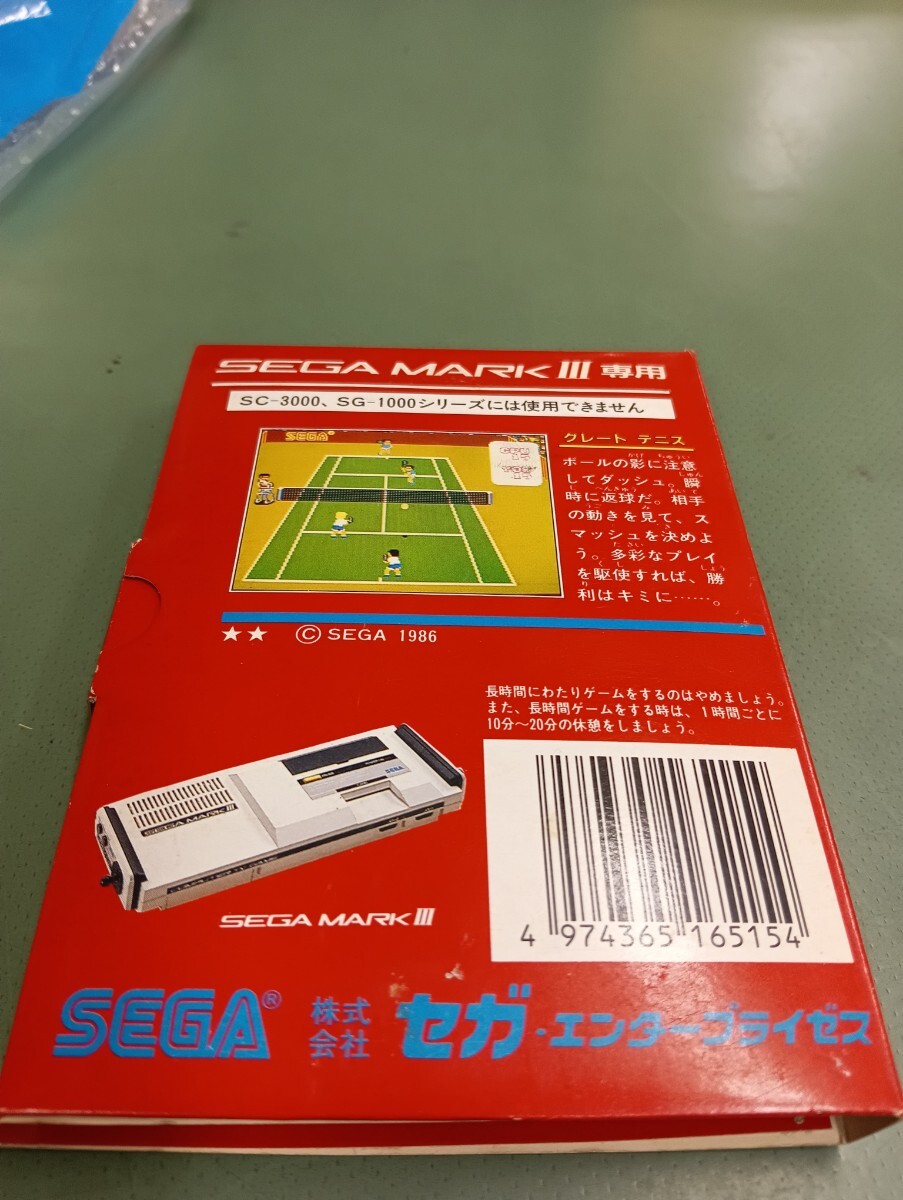 SEGA MARK III 専用
SC-3000、SG-1000シリーズには使用できません
SEGA®
グレート テニス
ボールの影に注意
してダッシュ。瞬
時に返球だ。相手
の動きを見て、ス
マッシュを決めよ
う。多彩なプレイ
を駆使すれば、勝
利はキミに……。
★★ © SEGA 1986
長時間にわたりゲームをするのはやめましょう。
また、長時間ゲームをする時は、1時間ごとに
10分〜20分の休憩をしましょう。
SEGA
SEGA MARK III
SEGA MARK III
4 974365 165154
SEGA® 株式会社 セガ・エンタープライゼス